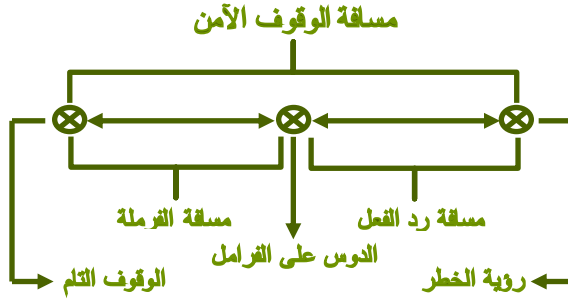 مسافة الوقوف الآمن
مسافة رد الفعل
مسافة الفرملة
الدوس على الفرامل
رؤية الخطر
الوقوف التام